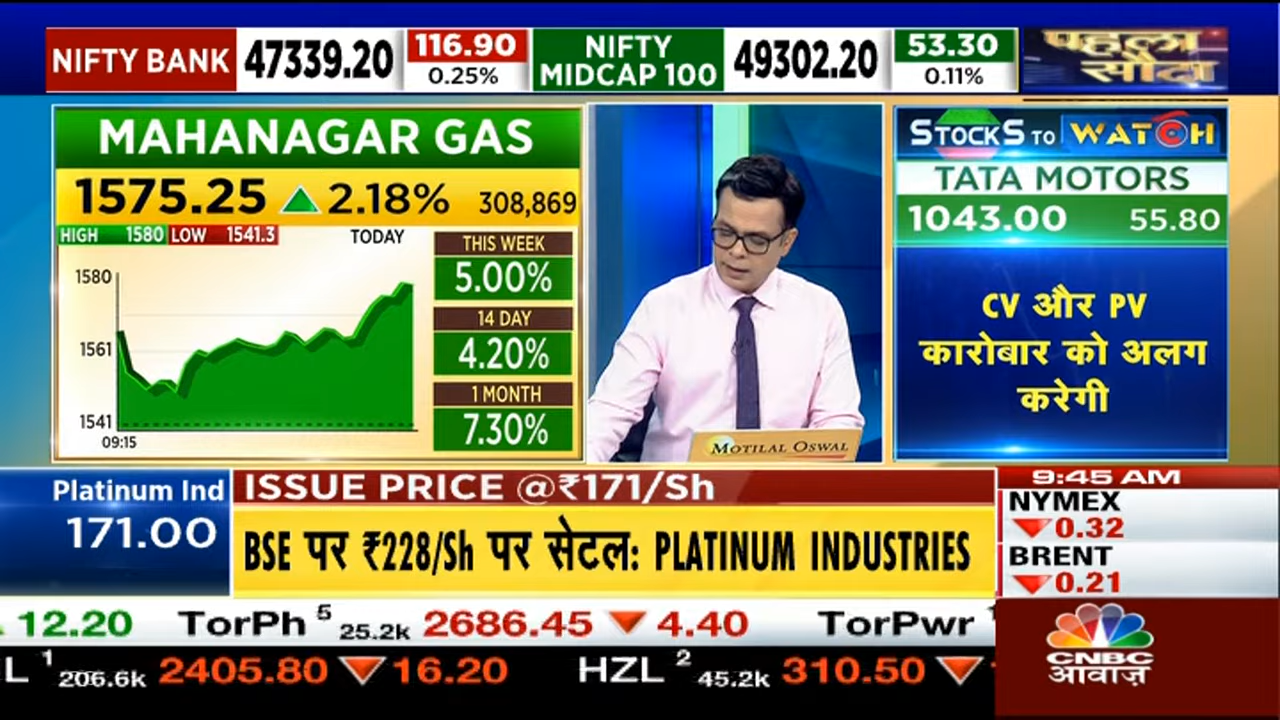 NIFTY BANK 47339.20 116.90 0.25%
NIFTY MIDCAP 100 49302.20 53.30 0.11%
पहला सौदा
MAHANAGAR GAS
1575.25 2.18% 308,869
HIGH 1580 LOW 1541.3 TODAY
1580
1561
1541
09:15
THIS WEEK
5.00%
14 DAY
4.20%
1 MONTH
7.30%
MOTILAL OSWAL
STOCKS TO WATCH
TATA MOTORS
1043.00 55.80
CV और PV
कारोबार को अलग
करेगी
Platinum Ind
171.00
ISSUE PRICE @₹171/Sh
BSE पर ₹228/Sh पर सेटल: PLATINUM INDUSTRIES
9:45 AM
NYMEX
0.32
BRENT
0.21
12.20 TorPh 5 25.2k 2686.45 4.40 TorPwr
L 1 206.6k 2405.80 16.20 HZL 2 45.2k 310.50
CNBC
आवाज़